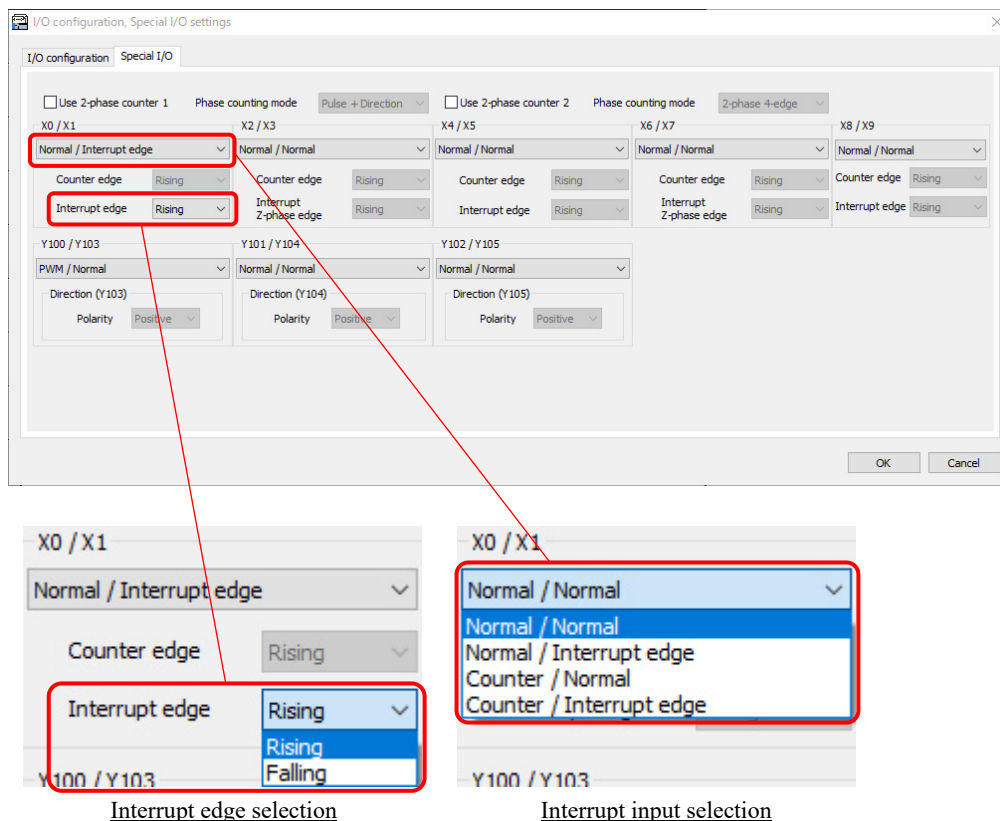 I/O configuration, Special I/O settings
I/O configuration Special I/O
Use 2-phase counter 1 Phase counting mode Pulse + Direction Use 2-phase counter 2 Phase counting mode 2-phase 4-edge
X0 / X1 X2 / X3 X4 / X5 X6 / X7 X8 / X9
Normal / Interrupt edge Normal / Normal Normal / Normal Normal / Normal Normal / Normal
Counter edge Rising Counter edge Rising Counter edge Rising Counter edge Rising Counter edge Rising
Interrupt edge Rising Interrupt Z-phase edge Rising Interrupt edge Rising Interrupt Z-phase edge Rising Interrupt edge Rising
Y100 / Y103 Y101 / Y104 Y102 / Y105
PWM / Normal Normal / Normal Normal / Normal
Direction (Y103) Direction (Y104) Direction (Y105)
Polarity Positive Polarity Positive Polarity Positive
OK Cancel
X0 / X1
Normal / Interrupt edge
Counter edge Rising
Interrupt edge Rising
Rising
Falling
Y100 / Y103
Interrupt edge selection
X0 / X1
Normal / Normal
Normal / Normal
Normal / Interrupt edge
Counter / Normal
Counter / Interrupt edge
Y100 / Y103
Interrupt input selection